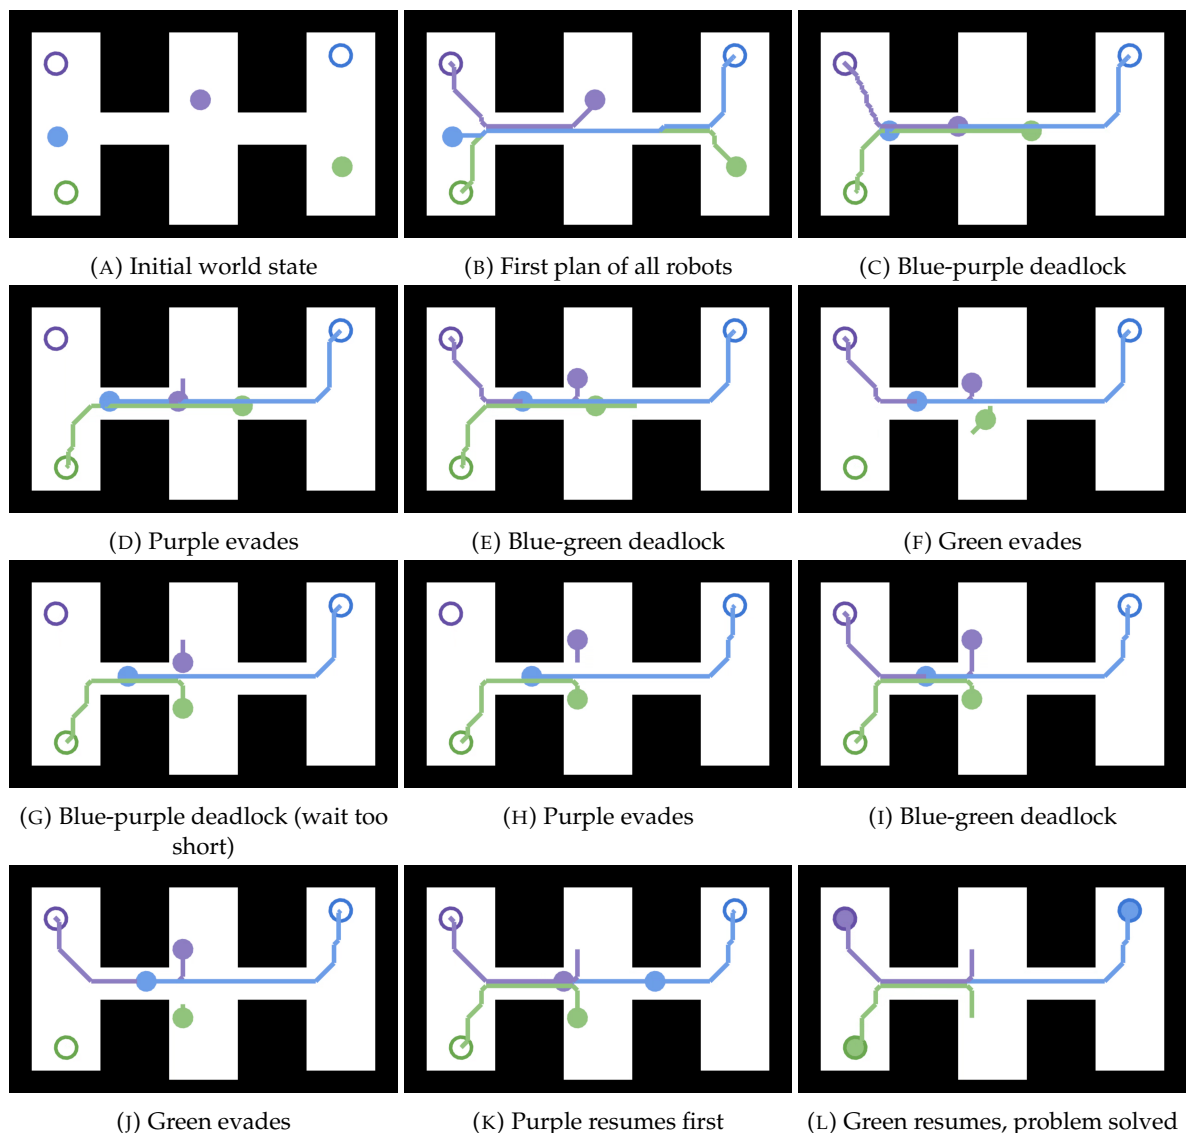 (A) Initial world state
(B) First plan of all robots
(C) Blue-purple deadlock
(D) Purple evades
(E) Blue-green deadlock
(F) Green evades
(G) Blue-purple deadlock (wait too
short)
(H) Purple evades
(I) Blue-green deadlock
(J) Green evades
(K) Purple resumes first
(L) Green resumes, problem solved